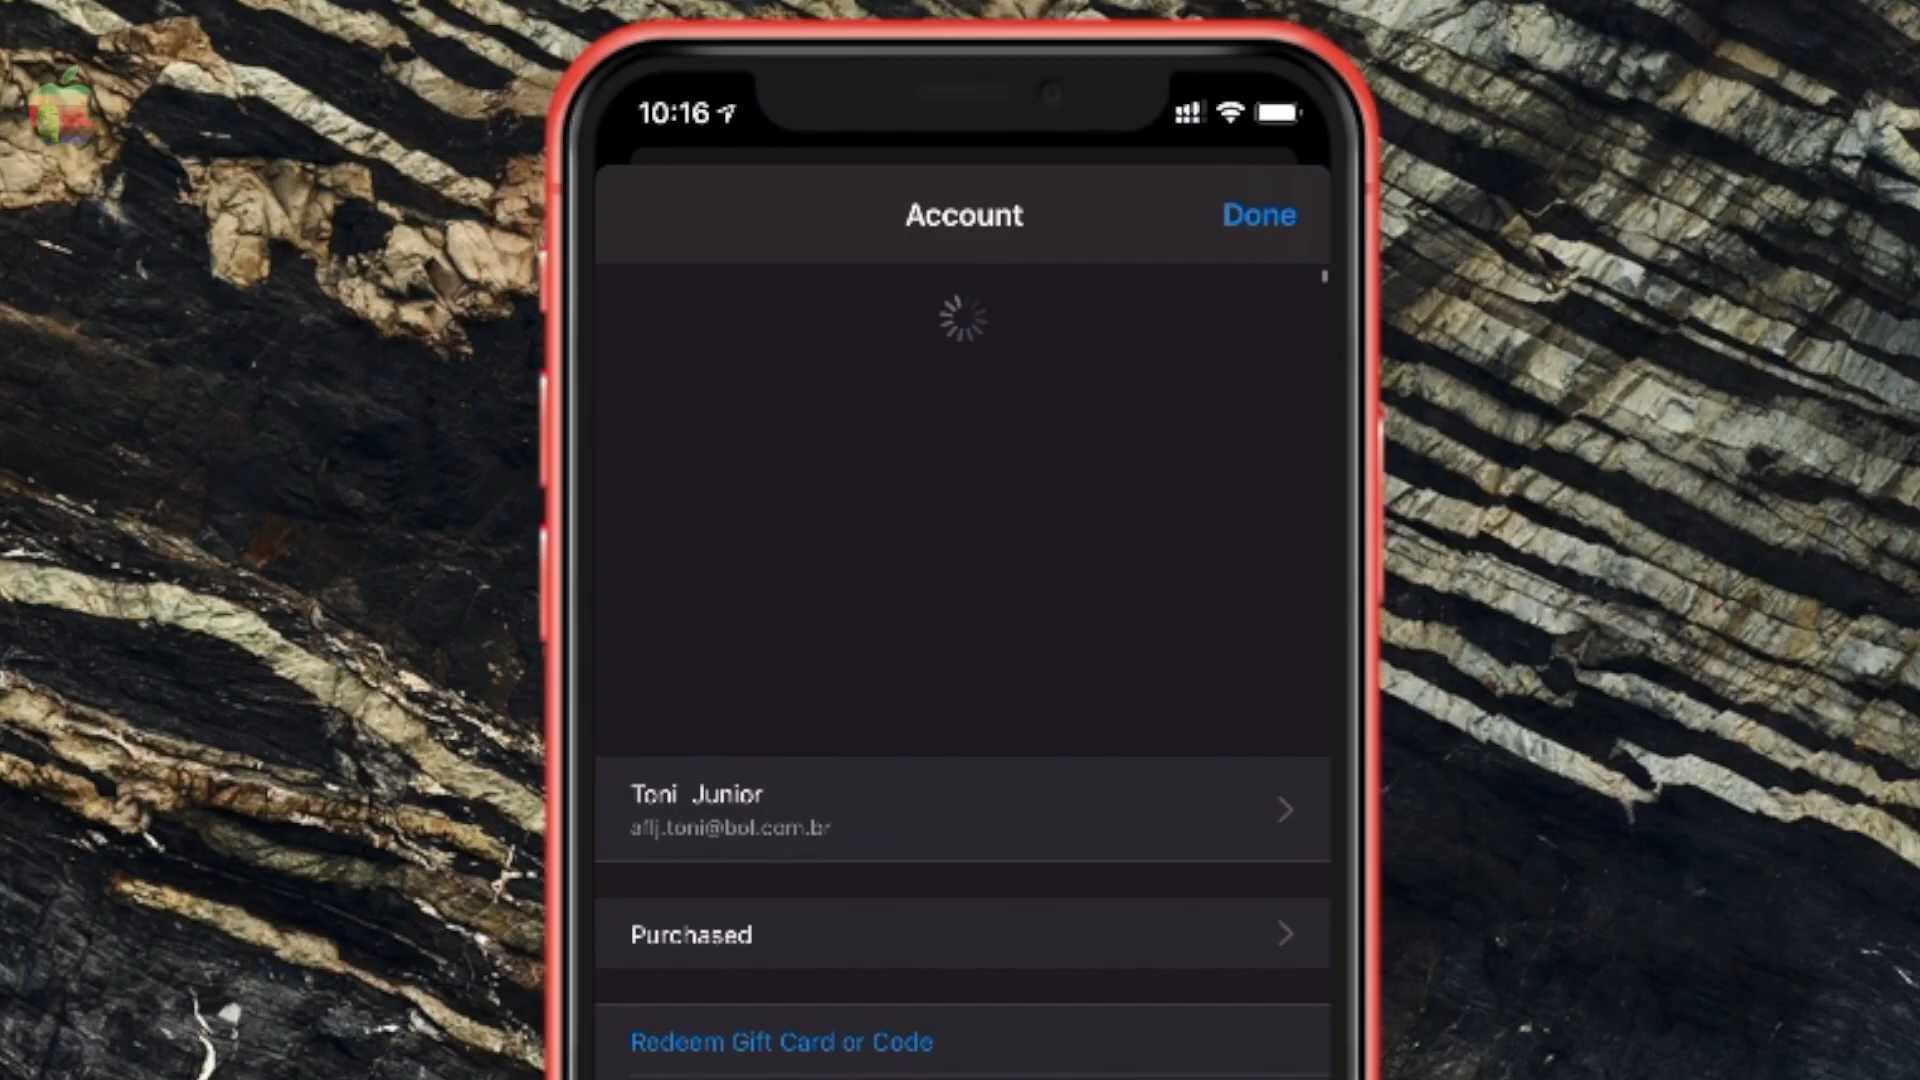 10:16
Account
Done
Toni Junior
aflj.toni@bol.com.br
Purchased
Redeem Gift Card or Code